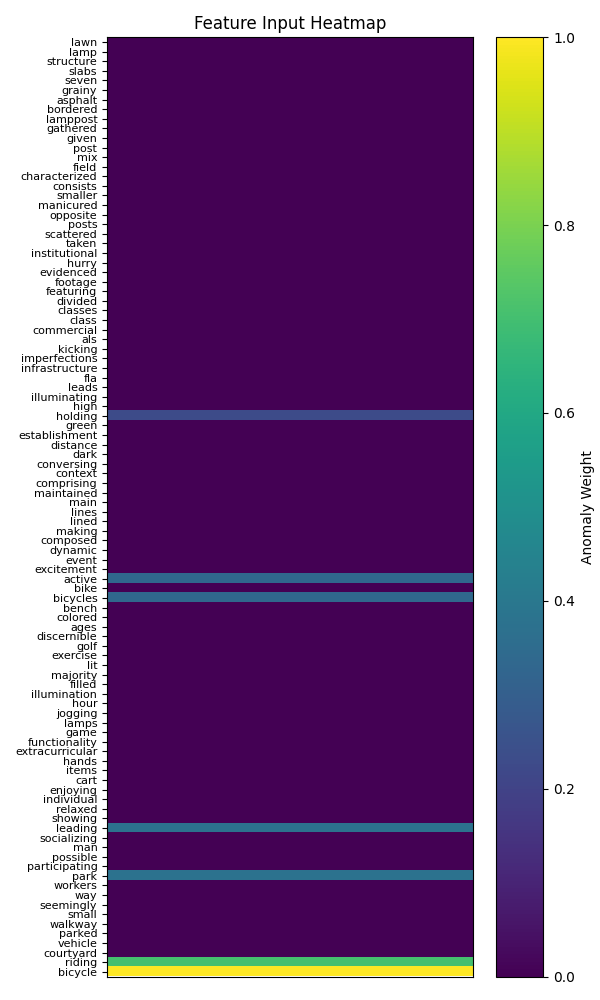 Feature Input Heatmap
lawn
lamp
structure
slabs
seven
grainy
asphalt
bordered
lamppost
gathered
given
post
mix
field
characterized
consists
smaller
manicured
opposite
posts
scattered
taken
institutional
hurry
evidenced
footage
featuring
divided
classes
class
commercial
als
kicking
imperfections
infrastructure
fla
leads
illuminating
high
holding
green
establishment
distance
dark
conversing
context
comprising
maintained
main
lines
lined
making
composed
dynamic
event
excitement
active
bike
bicycles
bench
colored
ages
discernible
golf
exercise
lit
majority
filled
illumination
hour
jogging
lamps
game
functionality
extracurricular
hands
items
cart
enjoying
individual
relaxed
showing
leading
socializing
man
possible
participating
park
workers
way
seemingly
small
walkway
parked
vehicle
courtyard
riding
bicycle
1.0
0.8
0.6
0.4
0.2
0.0
Anomaly Weight